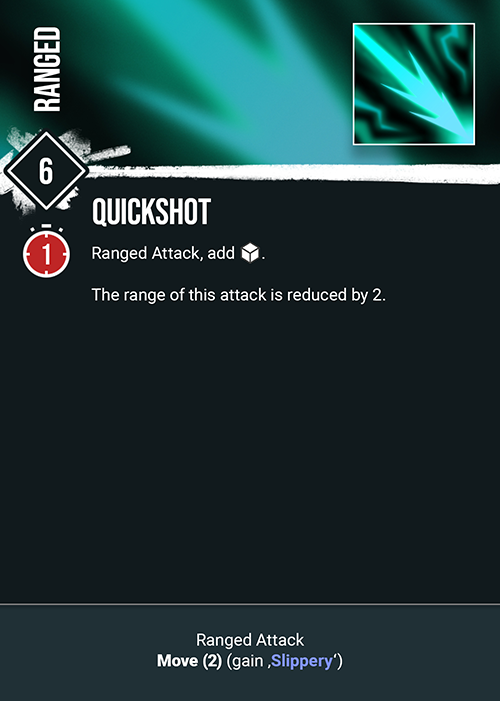 RANGED
6
QUICKSHOT
1
Ranged Attack, add .
The range of this attack is reduced by 2.
Ranged Attack
Move (2) (gain ‚Slippery‘)